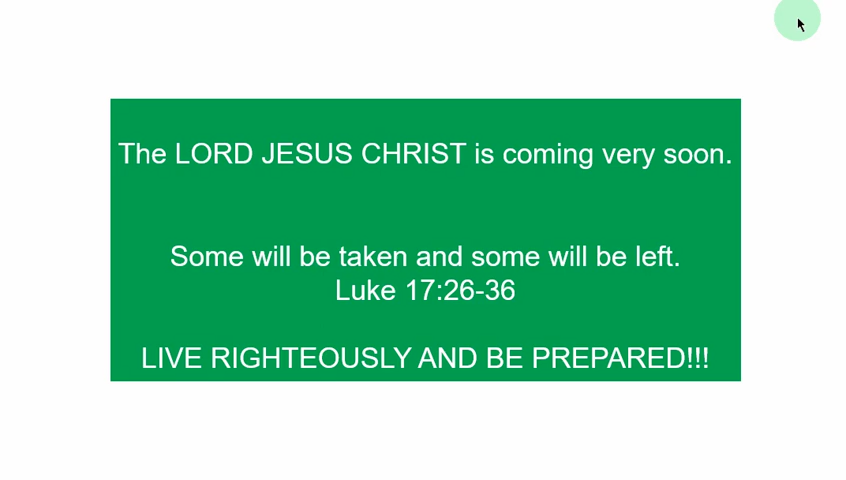 The LORD JESUS CHRIST is coming very soon.
Some will be taken and some will be left.
Luke 17:26-36
LIVE RIGHTEOUSLY AND BE PREPARED!!!